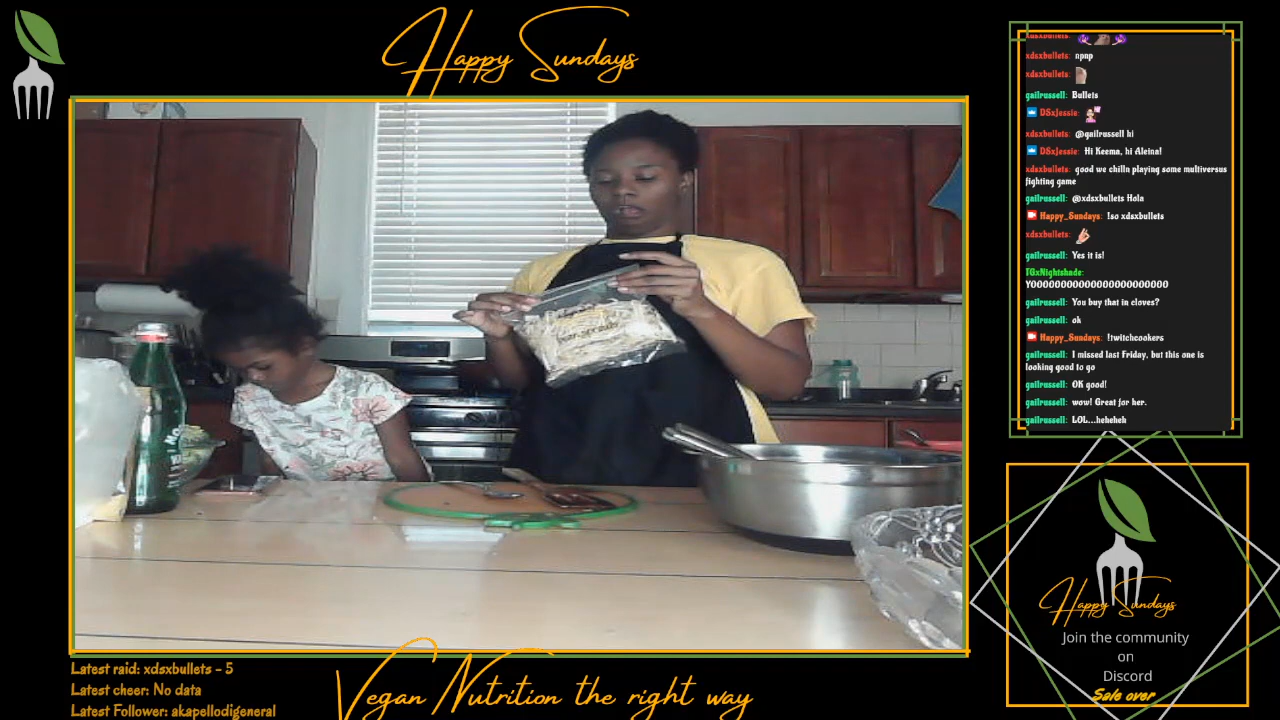 Happy Sundays
xdsxbullets:
xdsxbullets: npnp
xdsxbullets:
gailrussell: Bullets
DSxJessie:
xdsxbullets: @gailrussell hi
DSxJessie: Hi Keema, hi Aleina!
xdsxbullets: good we chilln playing some multiversus
fighting game
gailrussell: @xdsxbullets Hola
Happy_Sundays: !so xdsxbullets
xdsxbullets:
gailrussell: Yes it is!
TGxNightshade:
YOOOOOOOOOOOOOOOOOOOOOOO
gailrussell: You buy that in cloves?
gailrussell: ok
Happy_Sundays: !twitchcookers
gailrussell: I missed last Friday, but this one is
looking good to go
gailrussell: OK good!
gailrussell: wow! Great for her.
gailrussell: LOL...heheheh
Happy Sundays
Join the community
on
Discord
Sale over
Latest raid: xdsxbullets - 5
Latest cheer: No data
Latest Follower: akapellodigeneral
Vegan Nutrition the right way